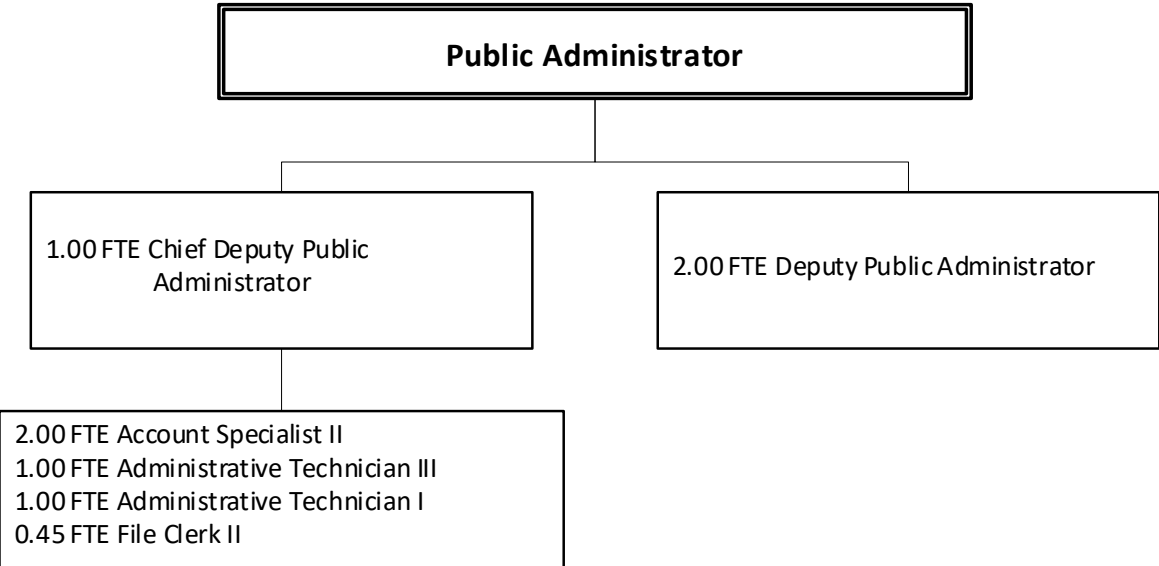 Public Administrator
1.00 FTE Chief Deputy Public
Administrator
2.00 FTE Deputy Public Administrator
2.00 FTE Account Specialist II
1.00 FTE Administrative Technician III
1.00 FTE Administrative Technician I
0.45 FTE File Clerk II